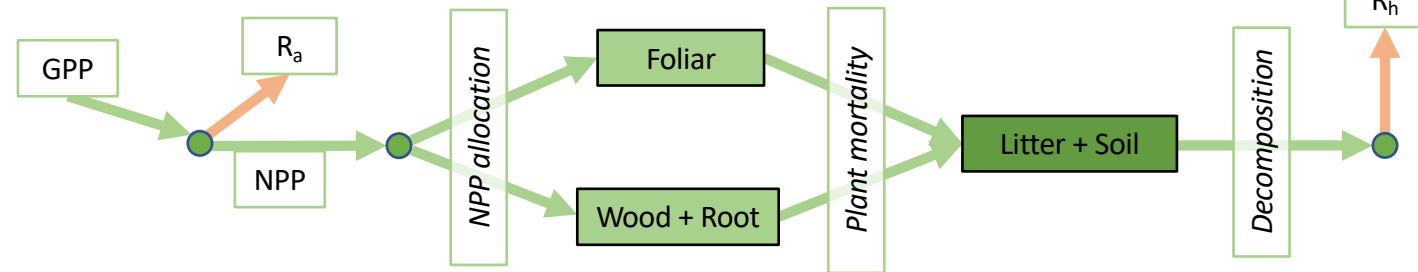 GPP
Rₐ
NPP
NPP allocation
Foliar
Wood + Root
Plant mortality
Litter + Soil
Decomposition
Rₕ